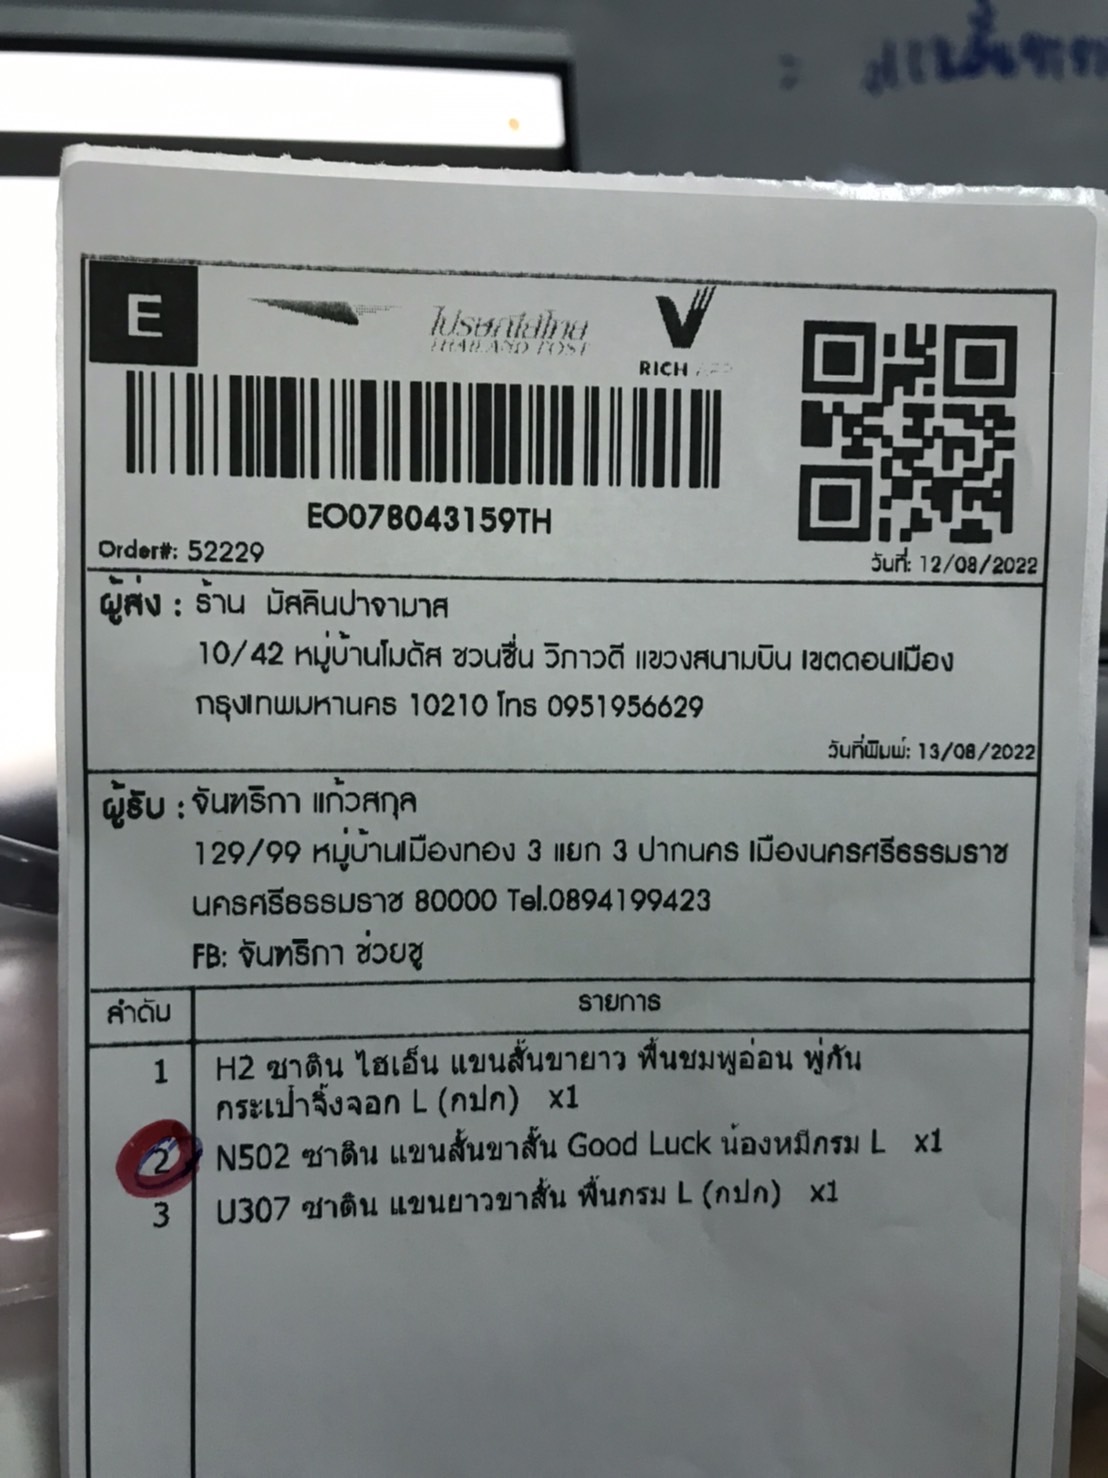 E
ไปรษณีย์ไทย
THAILAND POST
RICH
EO078043159TH
Order#: 52229
วันที่: 12/08/2022
ผู้ส่ง : ร้าน มัสลินปาจามาส
10/42 หมู่บ้านโมดัส ชวนชื่น วิภาวดี แขวงสนามบิน เขตดอนเมือง
กรุงเทพมหานคร 10210 โทร 0951956629
วันที่พิมพ์: 13/08/2022
ผู้รับ : จันทริกา แก้วสกุล
129/99 หมู่บ้านเมืองทอง 3 แยก 3 ปากนคร เมืองนครศรีธรรมราช
นครศรีธรรมราช 80000 Tel.0894199423
FB: จันทริกา ช่วยชู
ลำดับ รายการ
1 H2 ซาติน ไฮเอ็น แขนสั้นขายาว พื้นชมพูอ่อน พู่กัน
กระเป๋าจิ้งจอก L (กปก) x1
2 N502 ซาติน แขนสั้นขาสั้น Good Luck น้องหมีกรม L x1
3 U307 ซาติน แขนยาวขาสั้น พื้นกรม L (กปก) x1